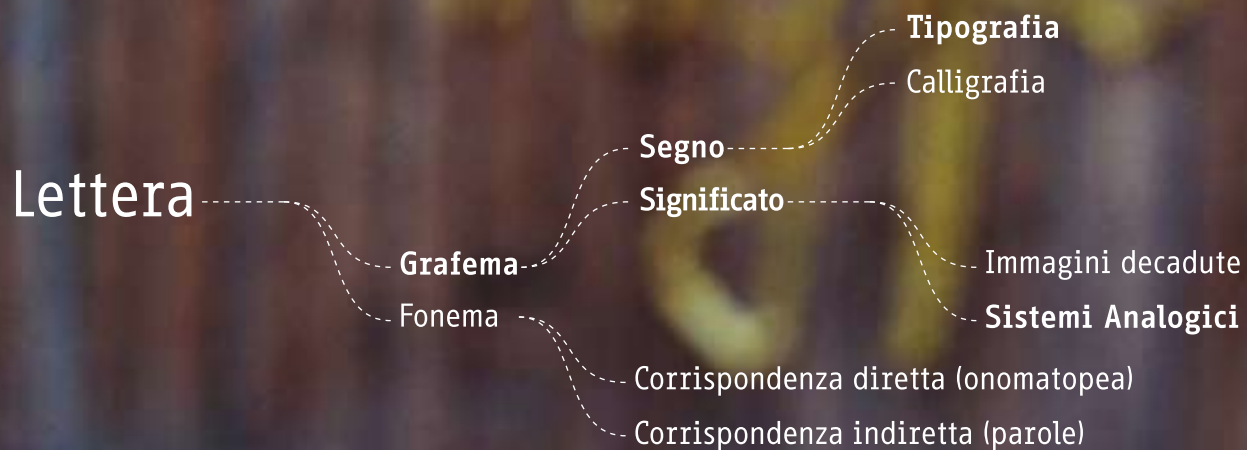 Tipografia
Calligrafia
Segno
Lettera
Significato
Grafema
Immagini decadute
Fonema
Sistemi Analogici
Corrispondenza diretta (onomatopea)
Corrispondenza indiretta (parole)